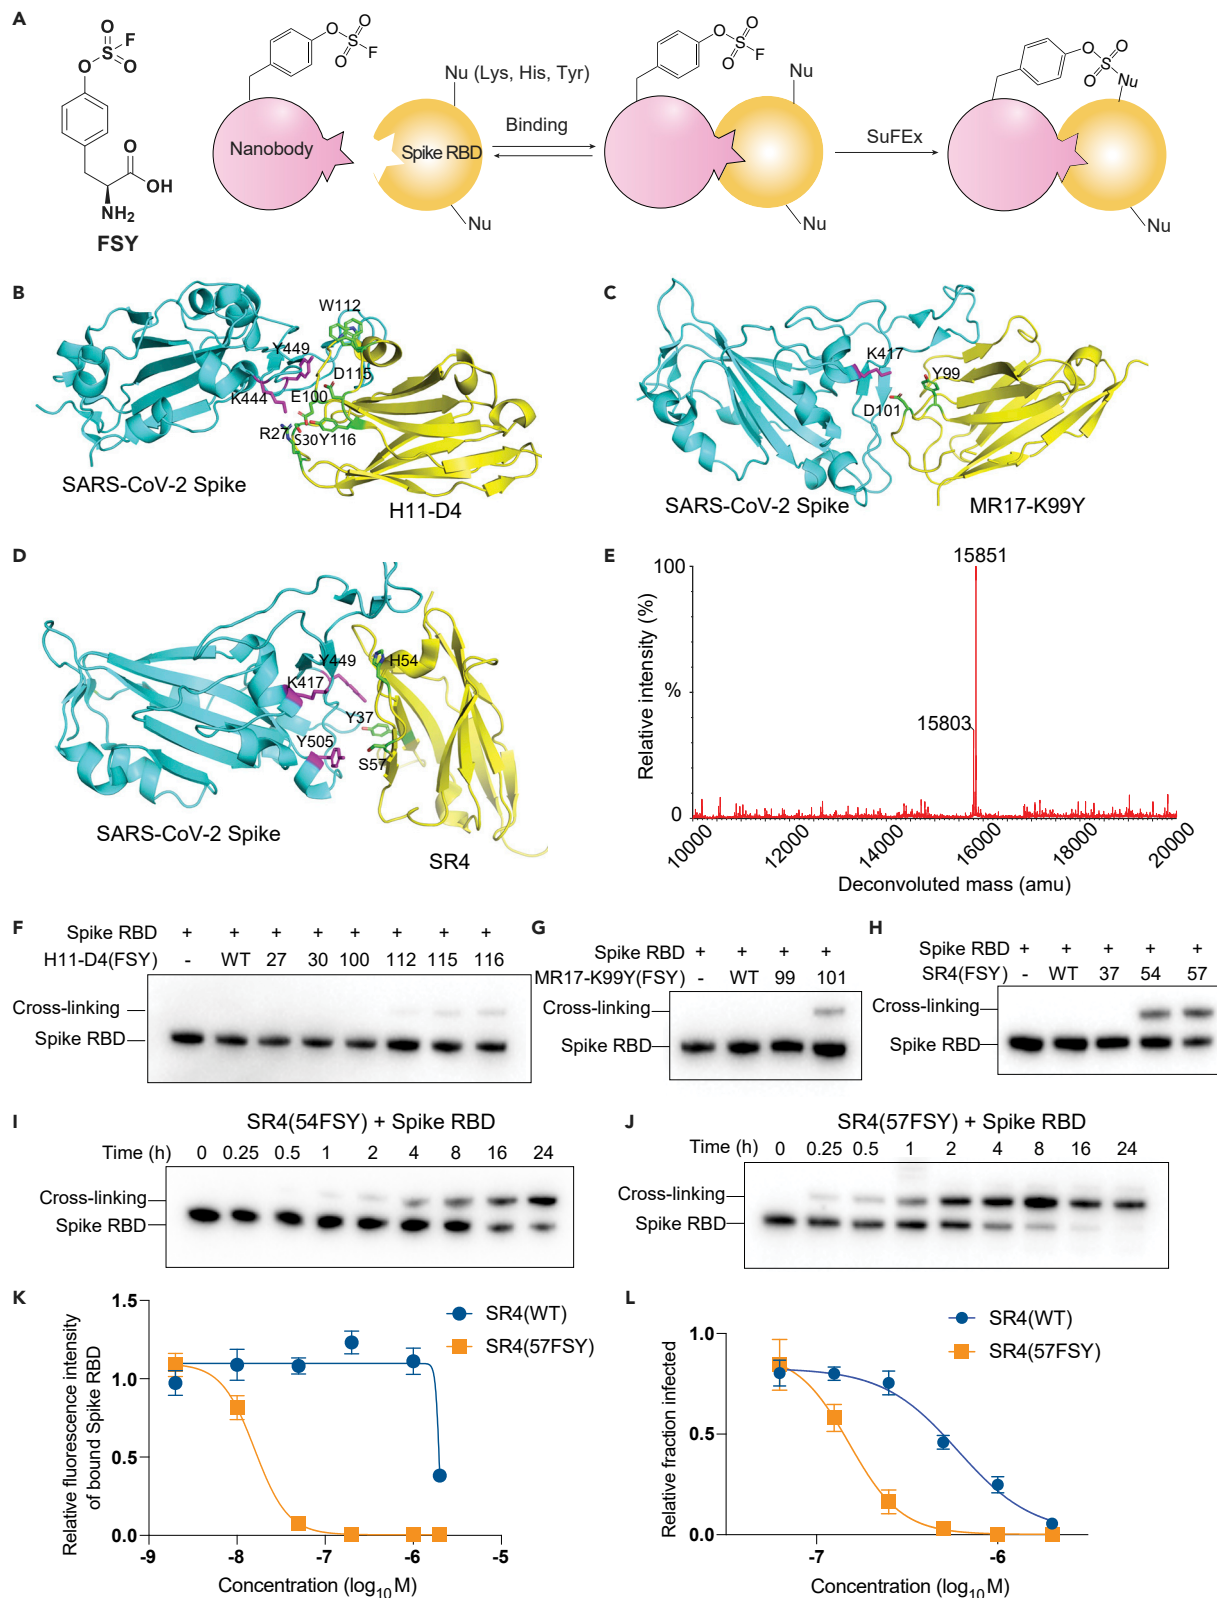 A
O
O
S
F
O
O
OH
NH2
FSY
O
O
S
F
O
Nanobody
Nu (Lys, His, Tyr)
Spike RBD
Nu
Binding
O
O
S
F
O
Nu
Nu
SuFEx
O
O
S
O
Nu
Nu
B
W112
Y449
D115
K444
E100
R27
S30
Y116
SARS-CoV-2 Spike
H11-D4
C
K417
Y99
D101
SARS-CoV-2 Spike
MR17-K99Y
D
Y449
H54
K417
Y37
Y505
S57
SARS-CoV-2 Spike
SR4
E
15851
100
%
15803
0
Relative intensity (%)
10000 12000 14000 16000 18000 20000
Deconvoluted mass (amu)
F
Spike RBD + + + + + + + +
H11-D4(FSY) - WT 27 30 100 112 115 116
Cross-linking
Spike RBD
G
Spike RBD + + + +
MR17-K99Y(FSY) - WT 99 101
Cross-linking
Spike RBD
H
Spike RBD + + + + +
SR4(FSY) - WT 37 54 57
Cross-linking
Spike RBD
I
SR4(54FSY) + Spike RBD
Time (h) 0 0.25 0.5 1 2 4 8 16 24
Cross-linking
Spike RBD
J
SR4(57FSY) + Spike RBD
Time (h) 0 0.25 0.5 1 2 4 8 16 24
Cross-linking
Spike RBD
K
Relative fluorescence intensity
of bound Spike RBD
1.5
1.0
0.5
0.0
SR4(WT)
SR4(57FSY)
-9 -8 -7 -6 -5
Concentration (log10 M)
L
Relative fraction infected
1.0
0.5
0.0
SR4(WT)
SR4(57FSY)
-7 -6
Concentration (log10 M)